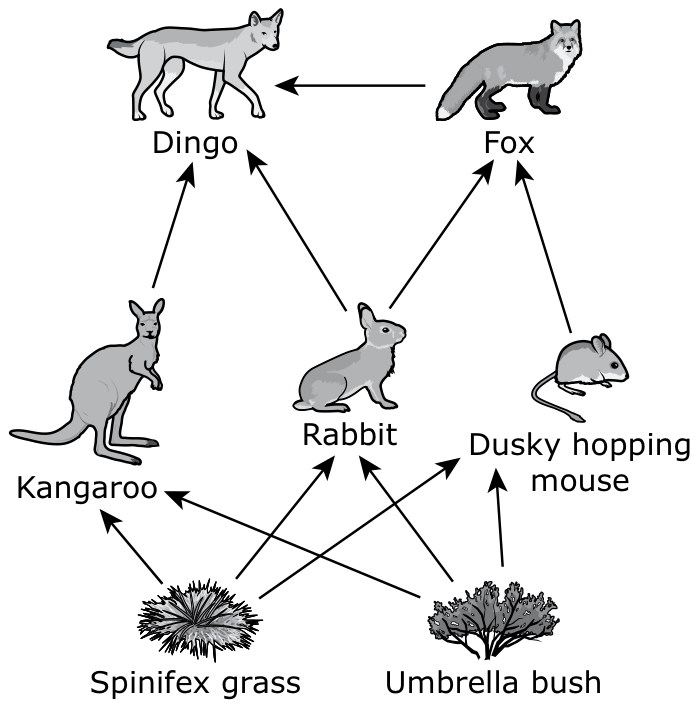 Dingo
Fox
Kangaroo
Rabbit
Dusky hopping
mouse
Spinifex grass
Umbrella bush